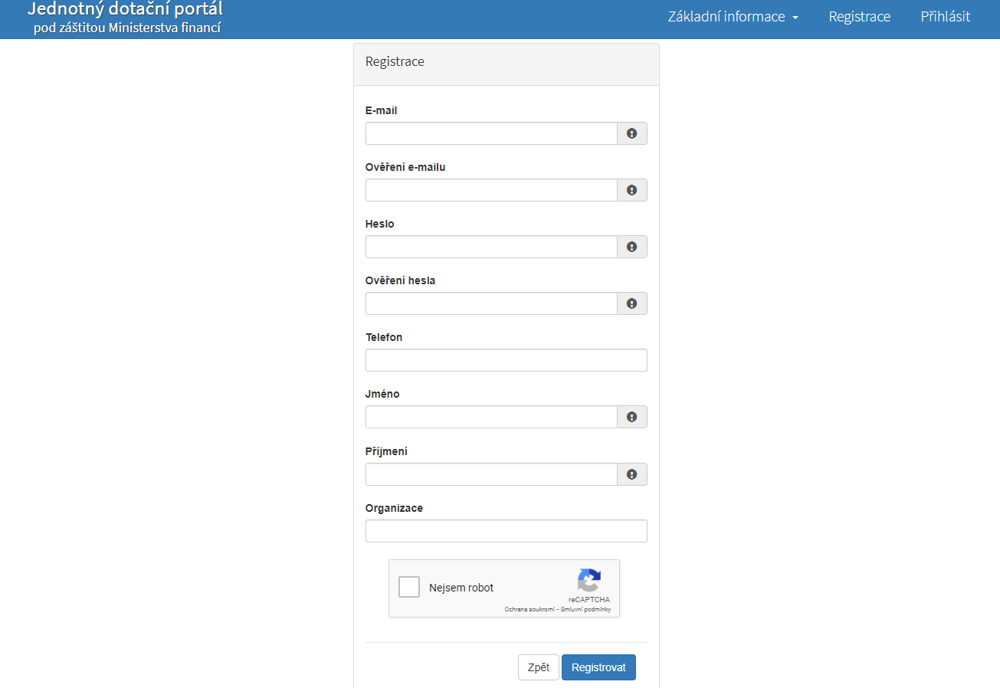 Jednotný dotační portál
pod záštitou Ministerstva financí
Základní informace
Registrace
Přihlásit
Registrace
E-mail
Ověření e-mailu
Heslo
Ověření hesla
Telefon
Jméno
Příjmení
Organizace
Nejsem robot
reCAPTCHA
Ochrana soukromí - Smluvní podmínky
Zpět
Registrovat